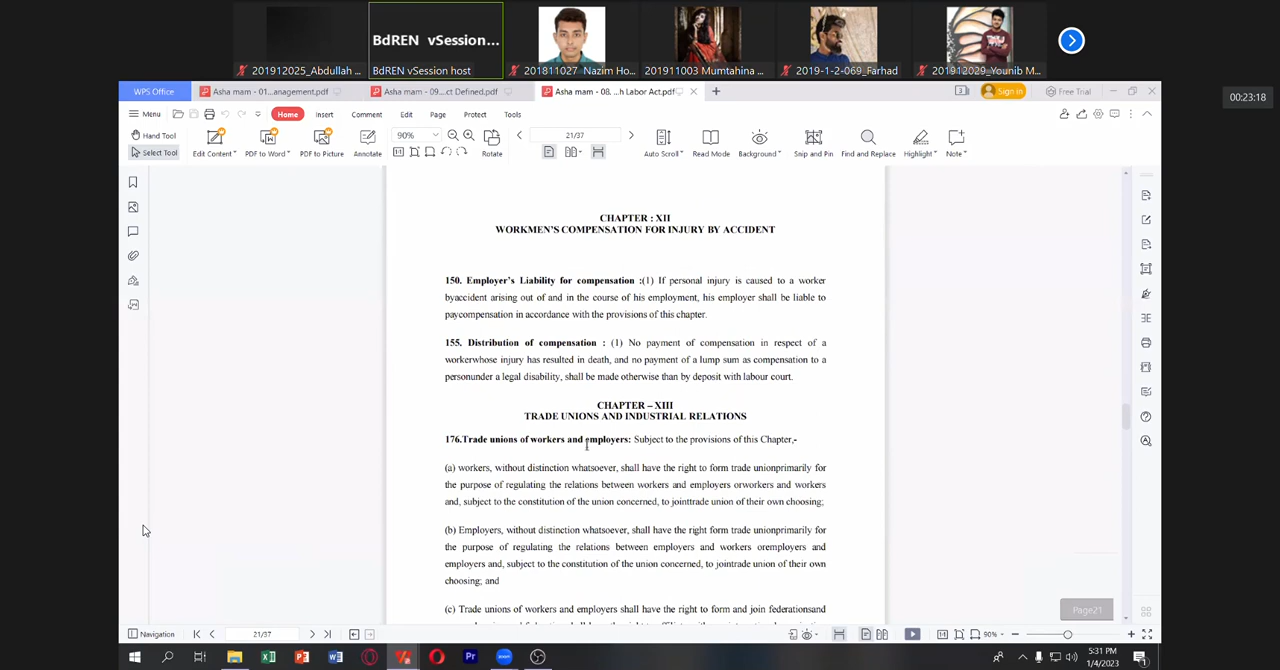 BdREN vSession...
201912025_Abdullah ...
BdREN vSession host
201811027_Nazim Ho...
201911003 Mumtahina ...
2019-1-2-069_Farhad
201912029_Younib M...
00:23:18
WPS Office
Asha mam - 01...anagement.pdf
Asha mam - 09....ct Defined.pdf
Asha mam - 08. ...h Labor Act.pdf
Sign in
Free Trial
Menu
Home
Insert
Comment
Edit
Page
Protect
Tools
Hand Tool
Select Tool
Edit Content
PDF to Word
PDF to Picture
Annotate
90%
Rotate
21/37
Auto Scroll
Read Mode
Background
Snip and Pin
Find and Replace
Highlight
Note
CHAPTER : XII
WORKMEN'S COMPENSATION FOR INJURY BY ACCIDENT
150. Employer's Liability for compensation :(1) If personal injury is caused to a worker
byaccident arising out of and in the course of his employment, his employer shall be liable to
paycompensation in accordance with the provisions of this chapter.
155. Distribution of compensation : (1) No payment of compensation in respect of a
workerwhose injury has resulted in death, and no payment of a lump sum as compensation to a
personunder a legal disability, shall be made otherwise than by deposit with labour court.
CHAPTER – XIII
TRADE UNIONS AND INDUSTRIAL RELATIONS
176.Trade unions of workers and employers: Subject to the provisions of this Chapter,-
(a) workers, without distinction whatsoever, shall have the right to form trade unionprimarily for
the purpose of regulating the relations between workers and employers orworkers and workers
and, subject to the constitution of the union concerned, to jointtrade union of their own choosing;
(b) Employers, without distinction whatsoever, shall have the right form trade unionprimarily for
the purpose of regulating the relations between employers and workers oremployers and
employers and, subject to the constitution of the union concerned, to jointrade union of their own
choosing; and
(c) Trade unions of workers and employers shall have the right to form and join federationsand
Page21
Navigation
21/37
90%
5:31 PM
1/4/2023